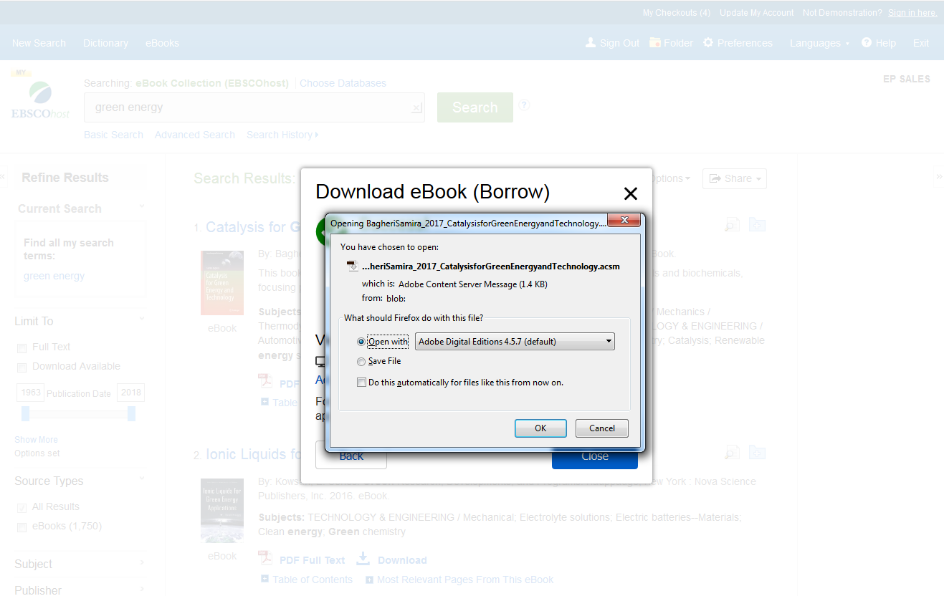 My Checkouts (4) Update My Account Not Demonstration? Sign in here.
New Search Dictionary eBooks
Sign Out Folder Preferences Languages Help Exit
Searching: eBook Collection (EBSCOhost) Choose Databases
EP SALES
EBSCOhost
green energy
Search
Basic Search Advanced Search Search History
Refine Results
Current Search
Find all my search
terms:
green energy
Limit To
Full Text
Download Available
1983 Publication Date 2018
Show More
Options set
Source Types
All Results
eBooks (1,750)
Subject
Publisher
Search Results:
Share
1. Catalysis for G
eBook
This book
focusing
s and biochemicals,
Subjects:
Mechanics /
Thermod
LOGY & ENGINEERING /
Automotiv
ry; Catalysis; Renewable
energy s
PDF
Table
Download eBook (Borrow)
Opening BagheriSamira_2017_CatalysisforGreenEnergyandTechnology....
You have chosen to open:
...heriSamira_2017_CatalysisforGreenEnergyandTechnology.acsm
which is: Adobe Content Server Message (1.4 KB)
from: blob:
What should Firefox do with this file?
Open with Adobe Digital Editions 4.5.7 (default)
Save File
Do this automatically for files like this from now on.
OK Cancel
Back Close
2. Ionic Liquids fo
Ionic Liquids for
Green Energy
Applications
eBook
New York : Nova Science
Publishers, Inc. 2016. eBook.
Subjects: TECHNOLOGY & ENGINEERING / Mechanical; Electrolyte solutions; Electric batteries--Materials;
Clean energy; Green chemistry
PDF Full Text Download
Table of Contents Most Relevant Pages From This eBook